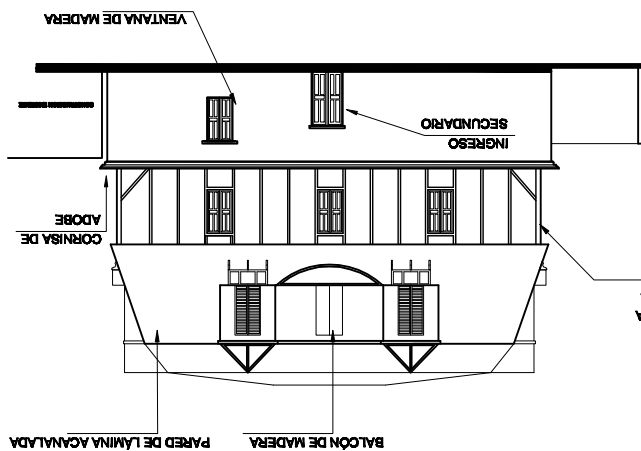 BALCÓN DE MADERA
PARED DE LÁMINA ACANALADA
CORNISA DE
ADOBE
INGRESO
SECUNDARIO
VENTANA DE MADERA